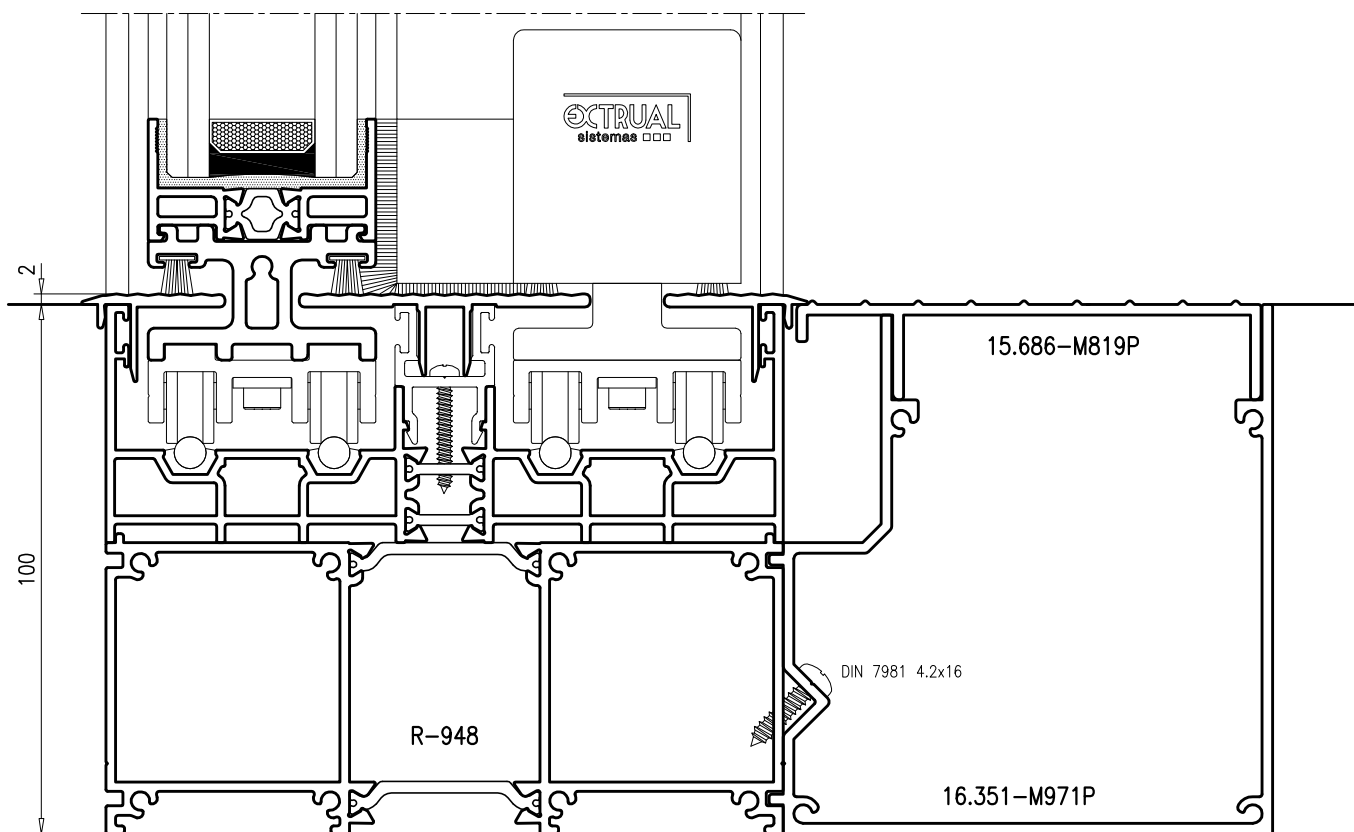 EXTRUAL
sistemas
2
15.686-M819P
100
DIN 7981 4.2x16
R-948
16.351-M971P